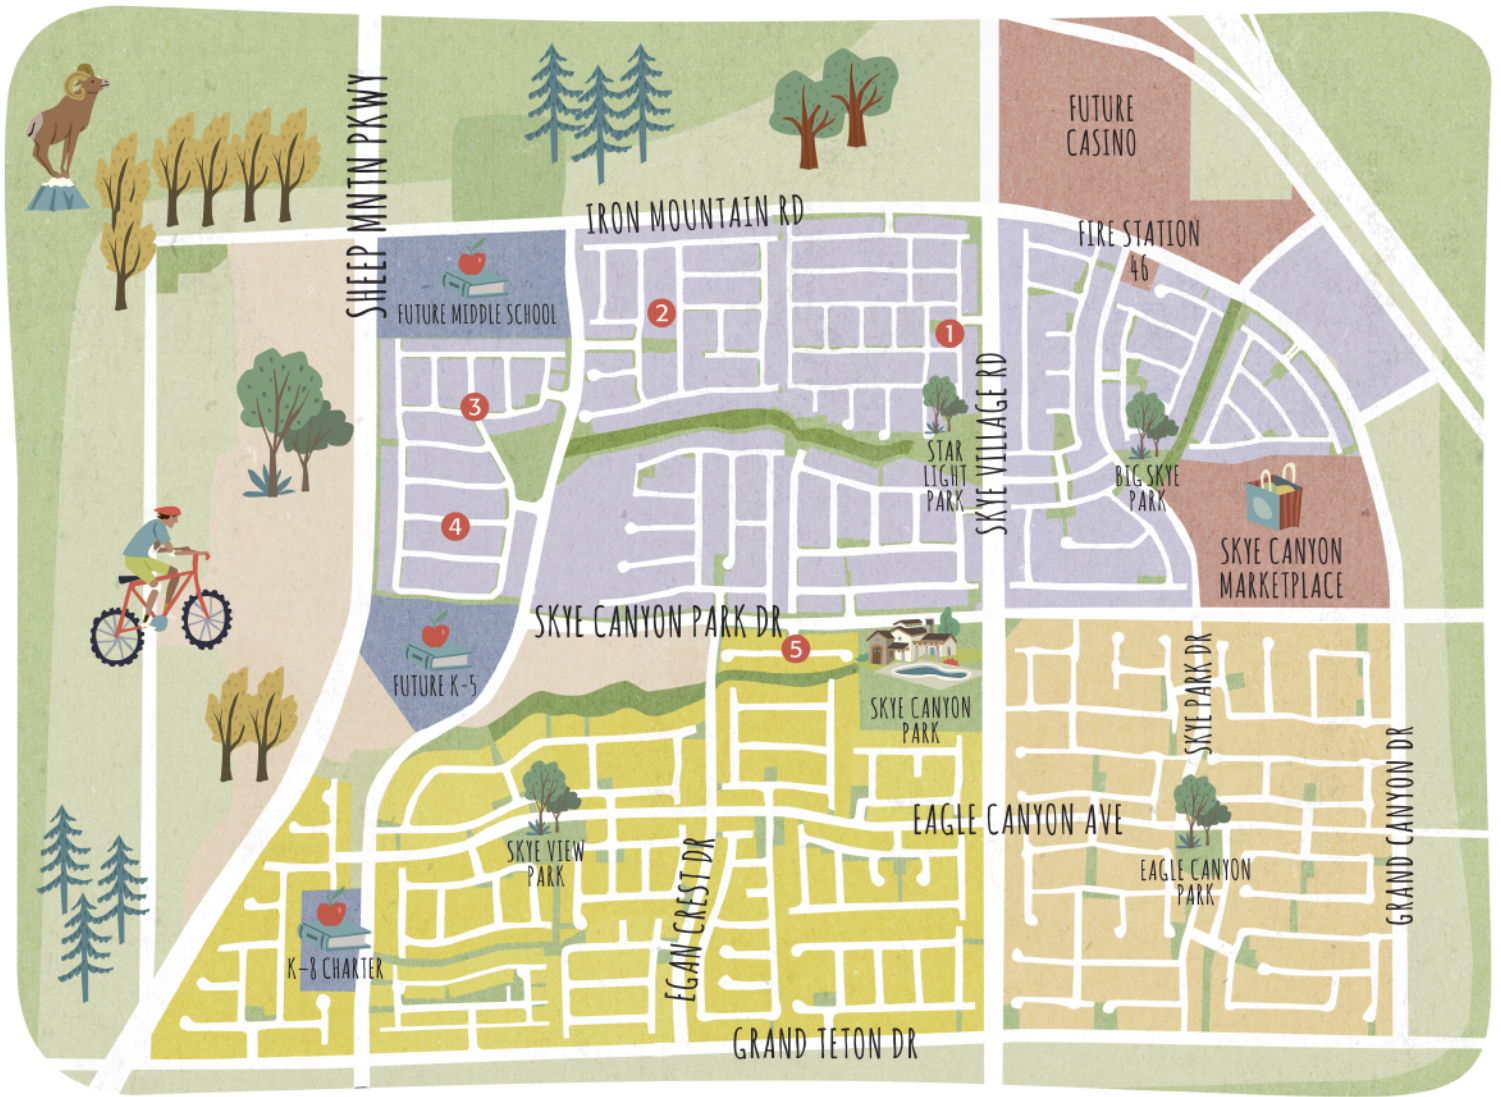 SHEEP MNTN PKWY
FUTURE
CASINO
IRON MOUNTAIN RD
FIRE STATION
46
FUTURE MIDDLE SCHOOL
2
1
3
STAR
LIGHT
PARK
SKYE VILLAGE RD
BIG SKYE
PARK
4
SKYE CANYON
MARKETPLACE
SKYE CANYON PARK DR
5
FUTURE K-5
SKYE CANYON
PARK
SKYE PARK DR
GRAND CANYON DR
EAGLE CANYON AVE
SKYE VIEW
PARK
EGAN CREST DR
EAGLE CANYON
PARK
K-8 CHARTER
GRAND TETON DR